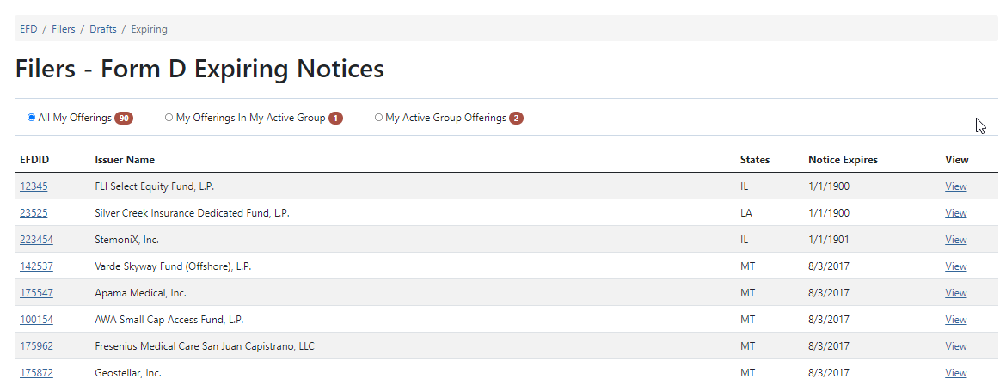 EFD / Filers / Drafts / Expiring
Filers - Form D Expiring Notices
All My Offerings 90 My Offerings In My Active Group 1 My Active Group Offerings 2
EFDID Issuer Name States Notice Expires View
12345 FLI Select Equity Fund, L.P. IL 1/1/1900 View
23525 Silver Creek Insurance Dedicated Fund, L.P. LA 1/1/1900 View
223454 StemoniX, Inc. IL 1/1/1901 View
142537 Varde Skyway Fund (Offshore), L.P. MT 8/3/2017 View
175547 Apama Medical, Inc. MT 8/3/2017 View
100154 AWA Small Cap Access Fund, L.P. MT 8/3/2017 View
175962 Fresenius Medical Care San Juan Capistrano, LLC MT 8/3/2017 View
175872 Geostellar, Inc. MT 8/3/2017 View